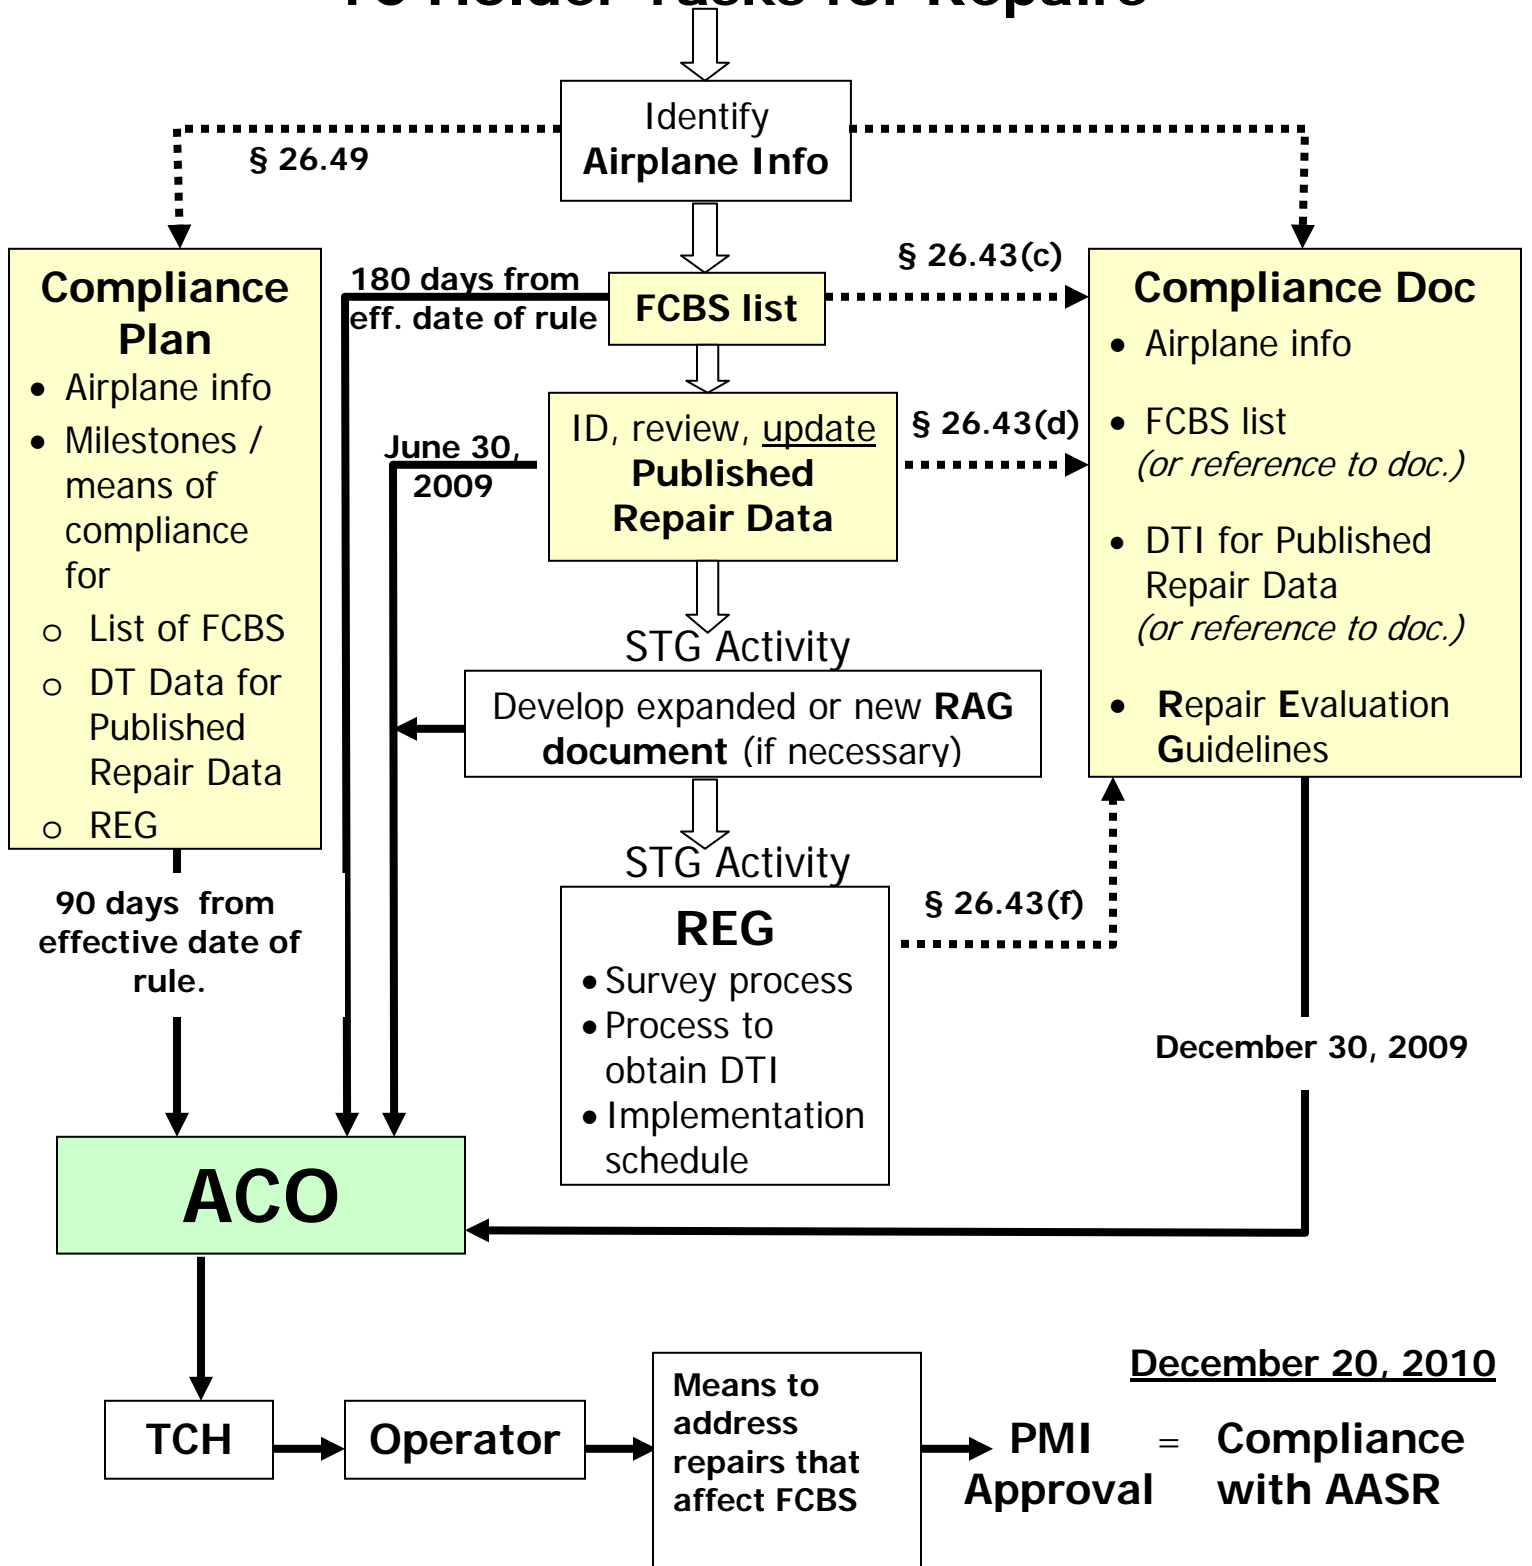 TC Holder Tasks for Repairs
Identify
Airplane Info
§ 26.49
Compliance
Plan
• Airplane info
• Milestones /
means of
compliance
for
o List of FCBS
o DT Data for
Published
Repair Data
o REG
180 days from
eff. date of rule
FCBS list
§ 26.43(c)
June 30,
2009
ID, review, update
Published
Repair Data
§ 26.43(d)
Compliance Doc
• Airplane info
• FCBS list
(or reference to doc.)
• DTI for Published
Repair Data
(or reference to doc.)
• Repair Evaluation
Guidelines
STG Activity
Develop expanded or new RAG
document (if necessary)
STG Activity
REG
• Survey process
• Process to
obtain DTI
• Implementation
schedule
§ 26.43(f)
90 days from
effective date of
rule.
December 30, 2009
ACO
TCH
Operator
Means to
address
repairs that
affect FCBS
December 20, 2010
PMI = Compliance
Approval with AASR